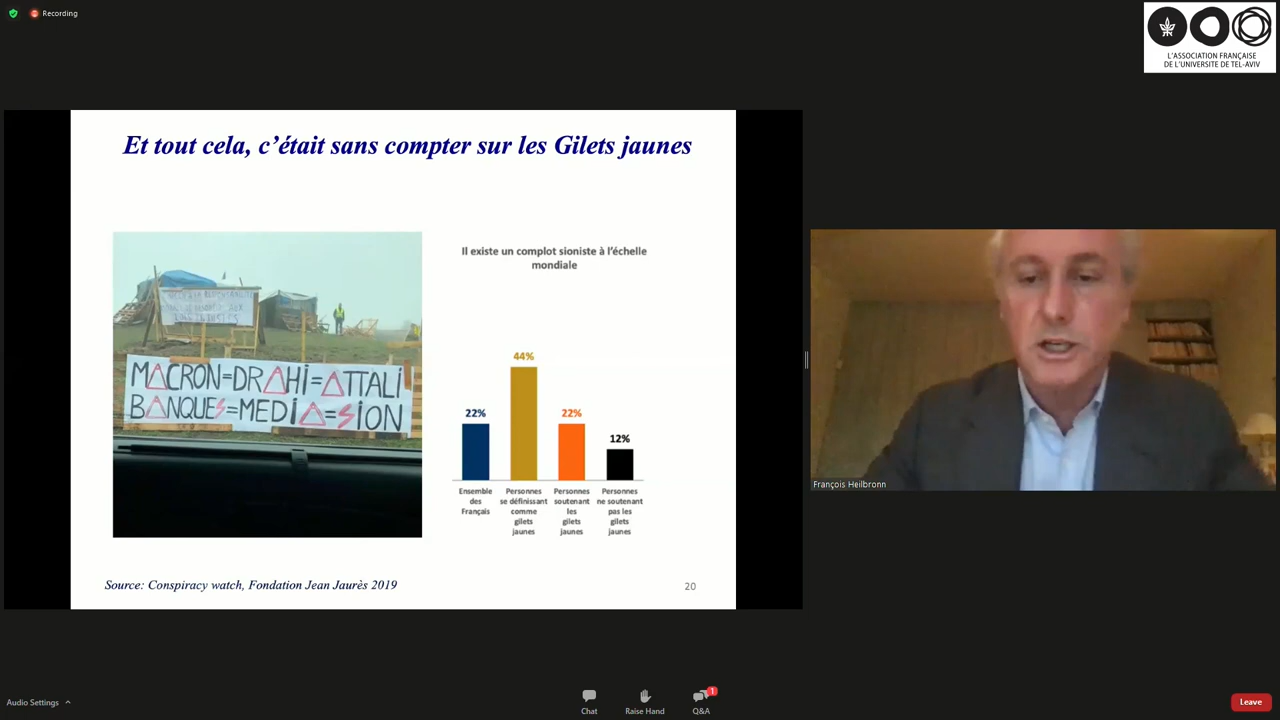 Recording
L'ASSOCIATION FRANÇAISE
DE L'UNIVERSITE DE TEL-AVIV
Et tout cela, c'était sans compter sur les Gilets jaunes
MACRON=DRAHI=ATTALI
BANQUES=MEDIA=SION
Il existe un complot sioniste à l'échelle
mondiale
22%
44%
22%
12%
Ensemble
des
Français
Personnes
se définissant
comme
gilets
jaunes
Personnes
soutenant
les
gilets
jaunes
Personnes
ne soutenant
pas les
gilets
jaunes
Source: Conspiracy watch, Fondation Jean Jaurès 2019
20
François Heilbronn
Audio Settings
Chat
Raise Hand
1
Q&A
Leave